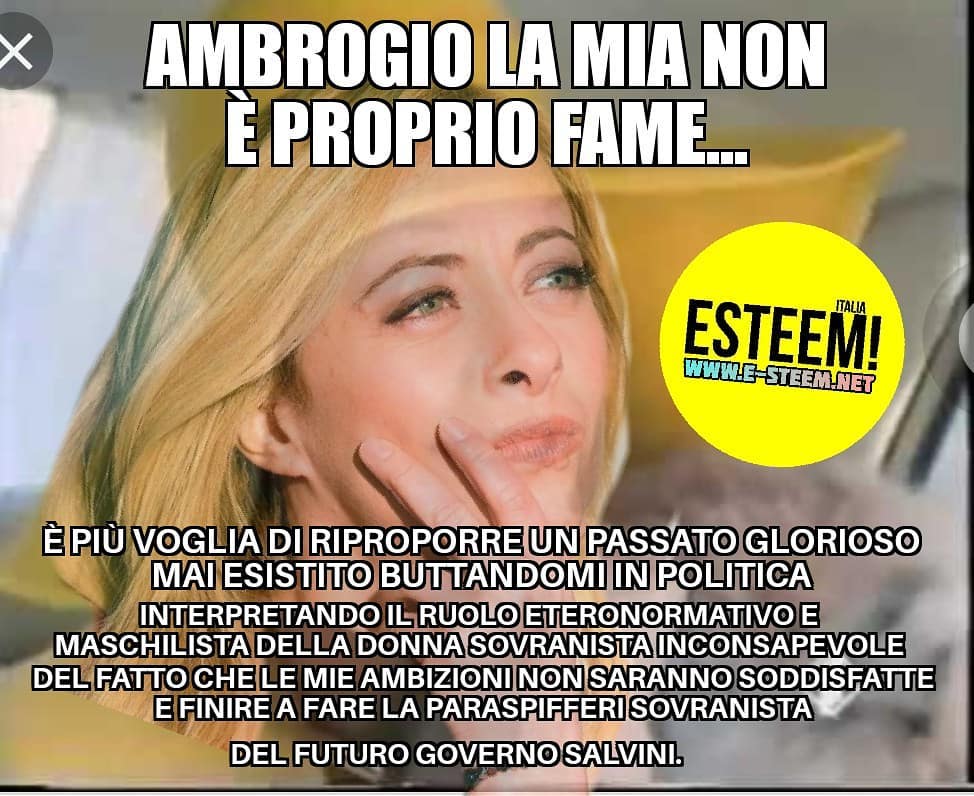 AMBROGIO LA MIA NON
È PROPRIO FAME...
ITALIA
ESTEEM!
WWW.E-STEEM.NET
È PIÙ VOGLIA DI RIPROPORRE UN PASSATO GLORIOSO
MAI ESISTITO BUTTANDOMI IN POLITICA
INTERPRETANDO IL RUOLO ETERONORMATIVO E
MASCHILISTA DELLA DONNA SOVRANISTA INCONSAPEVOLE
DEL FATTO CHE LE MIE AMBIZIONI NON SARANNO SODDISFATTE
E FINIRE A FARE LA PARASPIFFERI SOVRANISTA
DEL FUTURO GOVERNO SALVINI.